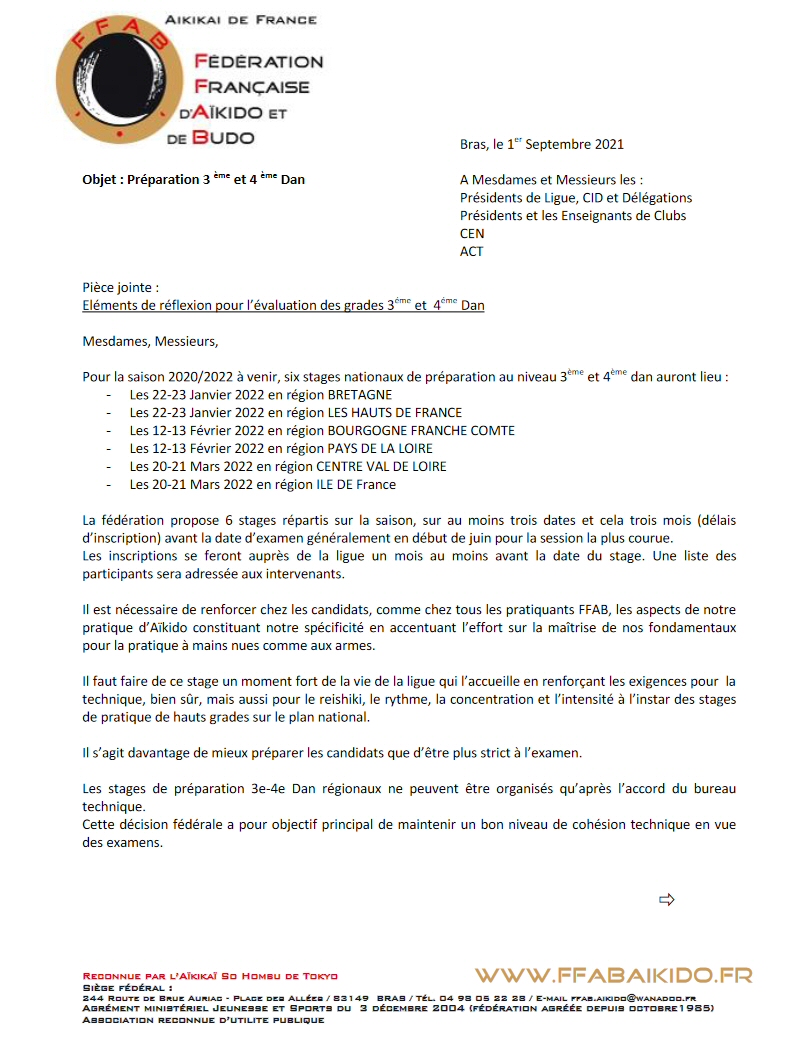 FFAB
AIKIKAI DE FRANCE
FÉDÉRATION
FRANÇAISE
D'AÏKIDO ET
DE BUDO
Bras, le 1er Septembre 2021
Objet : Préparation 3 ème et 4 ème Dan
A Mesdames et Messieurs les :
Présidents de Ligue, CID et Délégations
Présidents et les Enseignants de Clubs
CEN
ACT
Pièce jointe :
Eléments de réflexion pour l'évaluation des grades 3éme et 4éme Dan
Mesdames, Messieurs,
Pour la saison 2020/2022 à venir, six stages nationaux de préparation au niveau 3ème et 4ème dan auront lieu :
- Les 22-23 Janvier 2022 en région BRETAGNE
- Les 22-23 Janvier 2022 en région LES HAUTS DE FRANCE
- Les 12-13 Février 2022 en région BOURGOGNE FRANCHE COMTE
- Les 12-13 Février 2022 en région PAYS DE LA LOIRE
- Les 20-21 Mars 2022 en région CENTRE VAL DE LOIRE
- Les 20-21 Mars 2022 en région ILE DE France
La fédération propose 6 stages répartis sur la saison, sur au moins trois dates et cela trois mois (délais
d'inscription) avant la date d'examen généralement en début de juin pour la session la plus courue.
Les inscriptions se feront auprès de la ligue un mois au moins avant la date du stage. Une liste des
participants sera adressée aux intervenants.
Il est nécessaire de renforcer chez les candidats, comme chez tous les pratiquants FFAB, les aspects de notre
pratique d'Aïkido constituant notre spécificité en accentuant l'effort sur la maîtrise de nos fondamentaux
pour la pratique à mains nues comme aux armes.
Il faut faire de ce stage un moment fort de la vie de la ligue qui l'accueille en renforçant les exigences pour la
technique, bien sûr, mais aussi pour le reishiki, le rythme, la concentration et l'intensité à l'instar des stages
de pratique de hauts grades sur le plan national.
Il s'agit davantage de mieux préparer les candidats que d'être plus strict à l'examen.
Les stages de préparation 3e-4e Dan régionaux ne peuvent être organisés qu'après l'accord du bureau
technique.
Cette décision fédérale a pour objectif principal de maintenir un bon niveau de cohésion technique en vue
des examens.
RECONNUE PAR L'AÏKIKAÏ SO HOMBU DE TOKYO
WWW.FFABAIKIDO.FR
SIÈGE FÉDÉRAL :
244 ROUTE DE BRUE AURIAC - PLACE DES ALLÉES / 83149 BRAS / TÉL. 04 98 05 22 28 / E-MAIL FFAB.AIKIDO@WANADOO.FR
AGRÉMENT MINISTÉRIEL JEUNESSE ET SPORTS DU 3 DÉCEMBRE 2004 (FÉDÉRATION AGRÉÉE DEPUIS OCTOBRE1985)
ASSOCIATION RECONNUE D'UTILITE PUBLIQUE